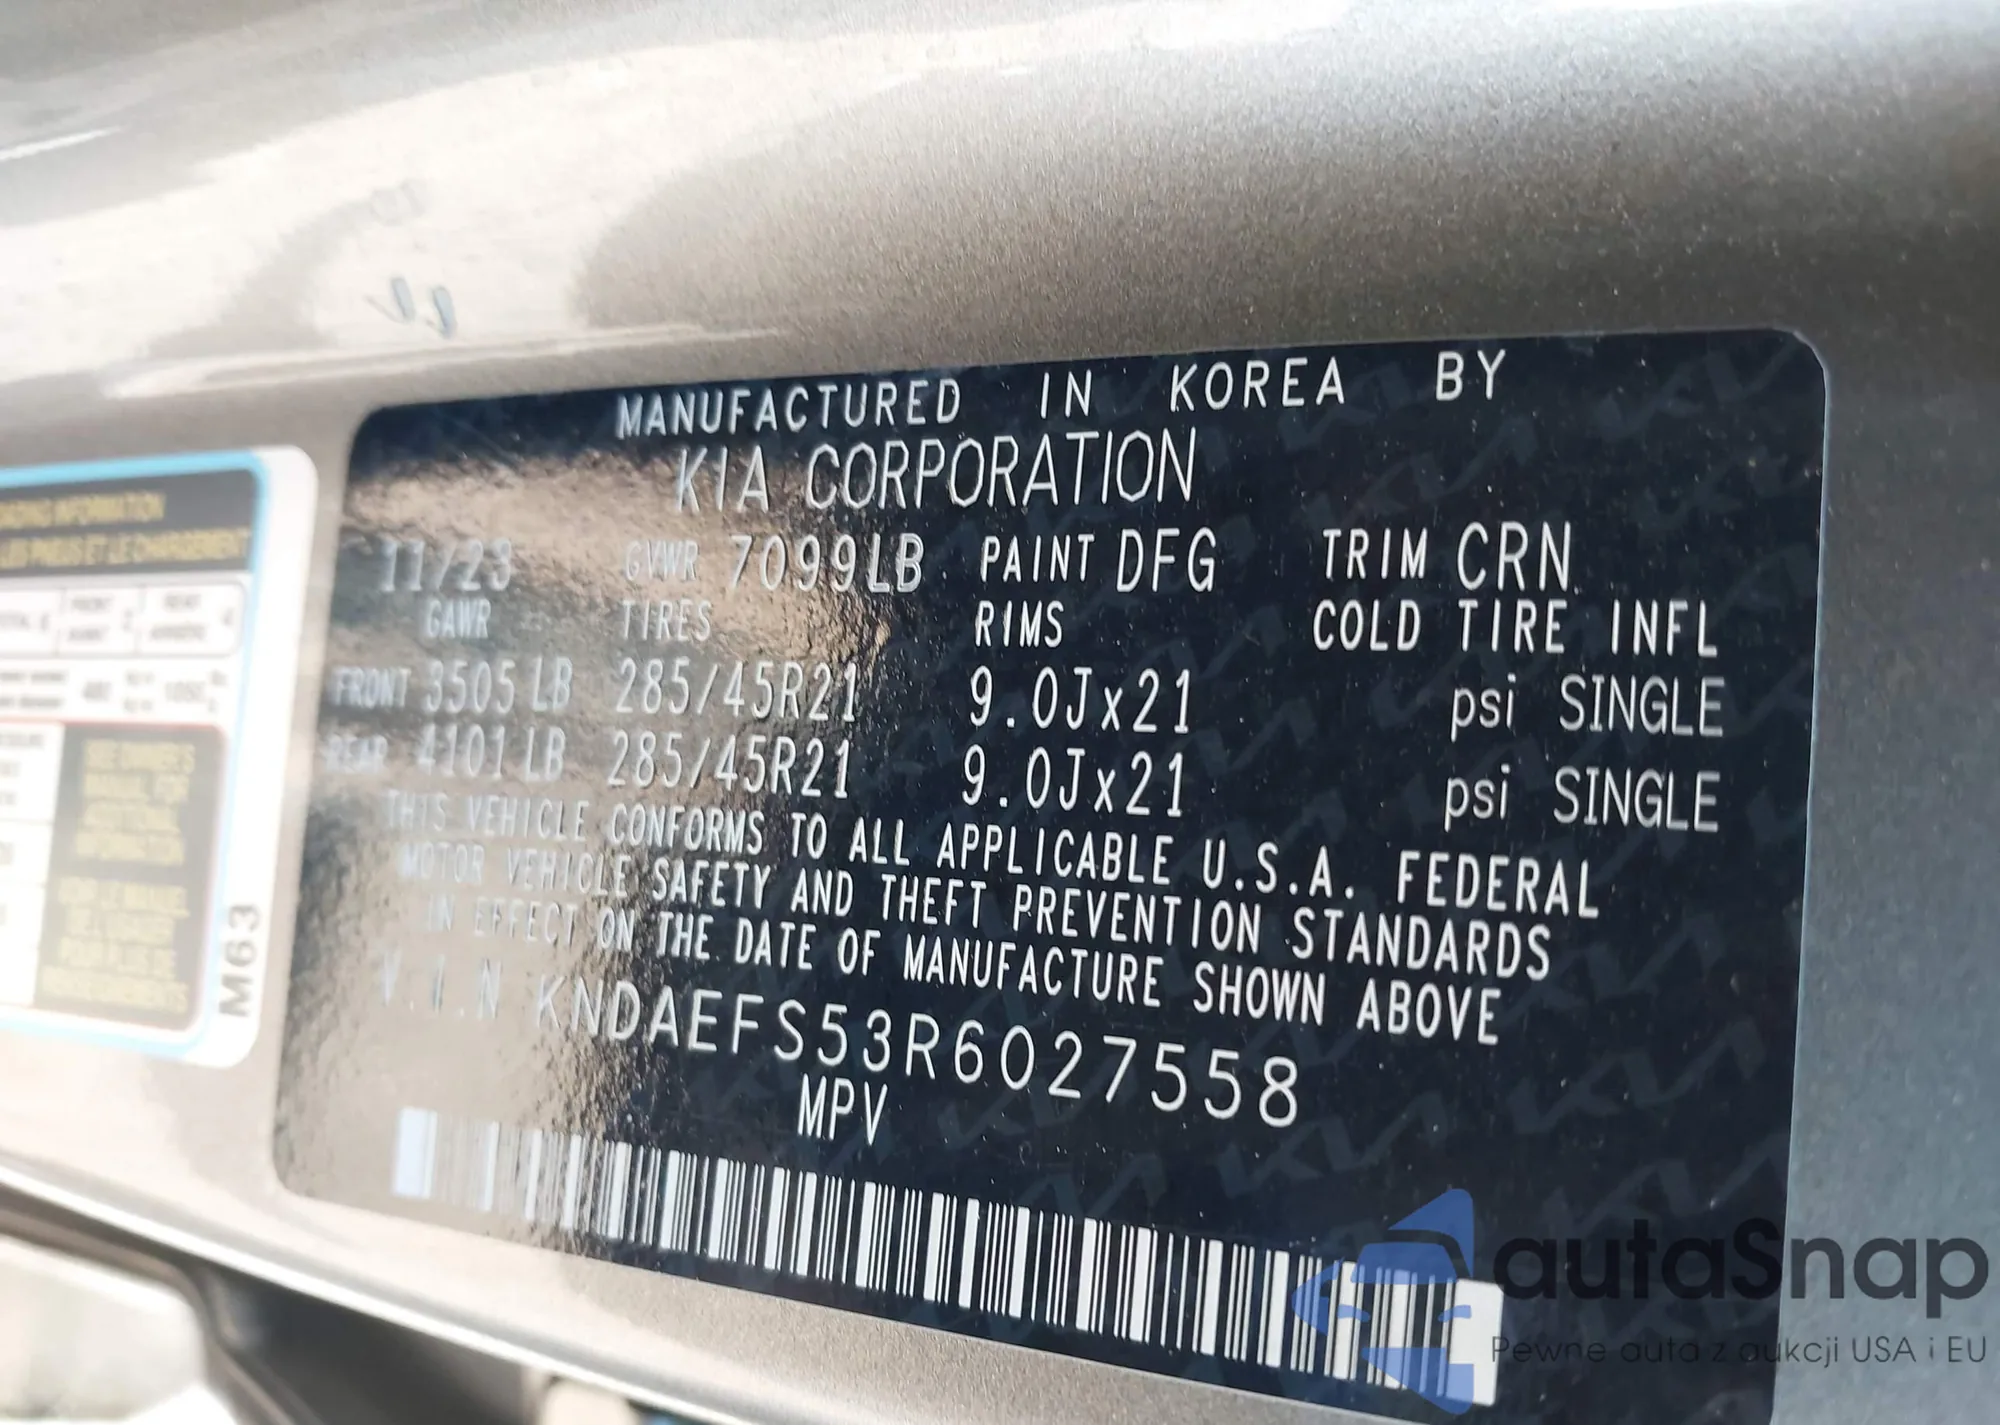 MANUFACTURED IN KOREA BY
KIA CORPORATION
11/23 GVWR 7099LB PAINT DFG TRIM CRN
GAWR TIRES RIMS COLD TIRE INFL
FRONT 3505 LB 285/45R21 9.0Jx21 psi SINGLE
REAR 4101 LB 285/45R21 9.0Jx21 psi SINGLE
THIS VEHICLE CONFORMS TO ALL APPLICABLE U.S.A. FEDERAL
MOTOR VEHICLE SAFETY AND THEFT PREVENTION STANDARDS
IN EFFECT ON THE DATE OF MANUFACTURE SHOWN ABOVE
V.I.N KNDAEFS53R6027558
MPV
M63
autaSnap
Pewne auta z aukcji USA i EU